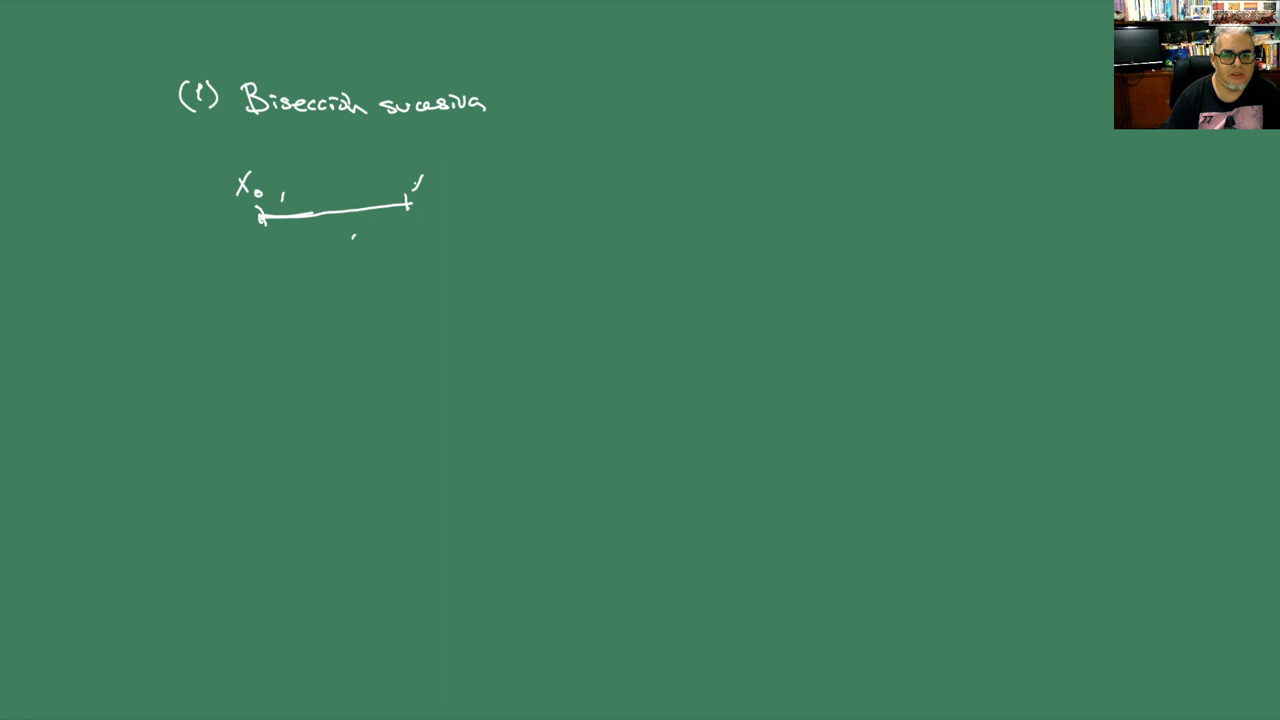 (1) Bisección sucesiva
X₀ y